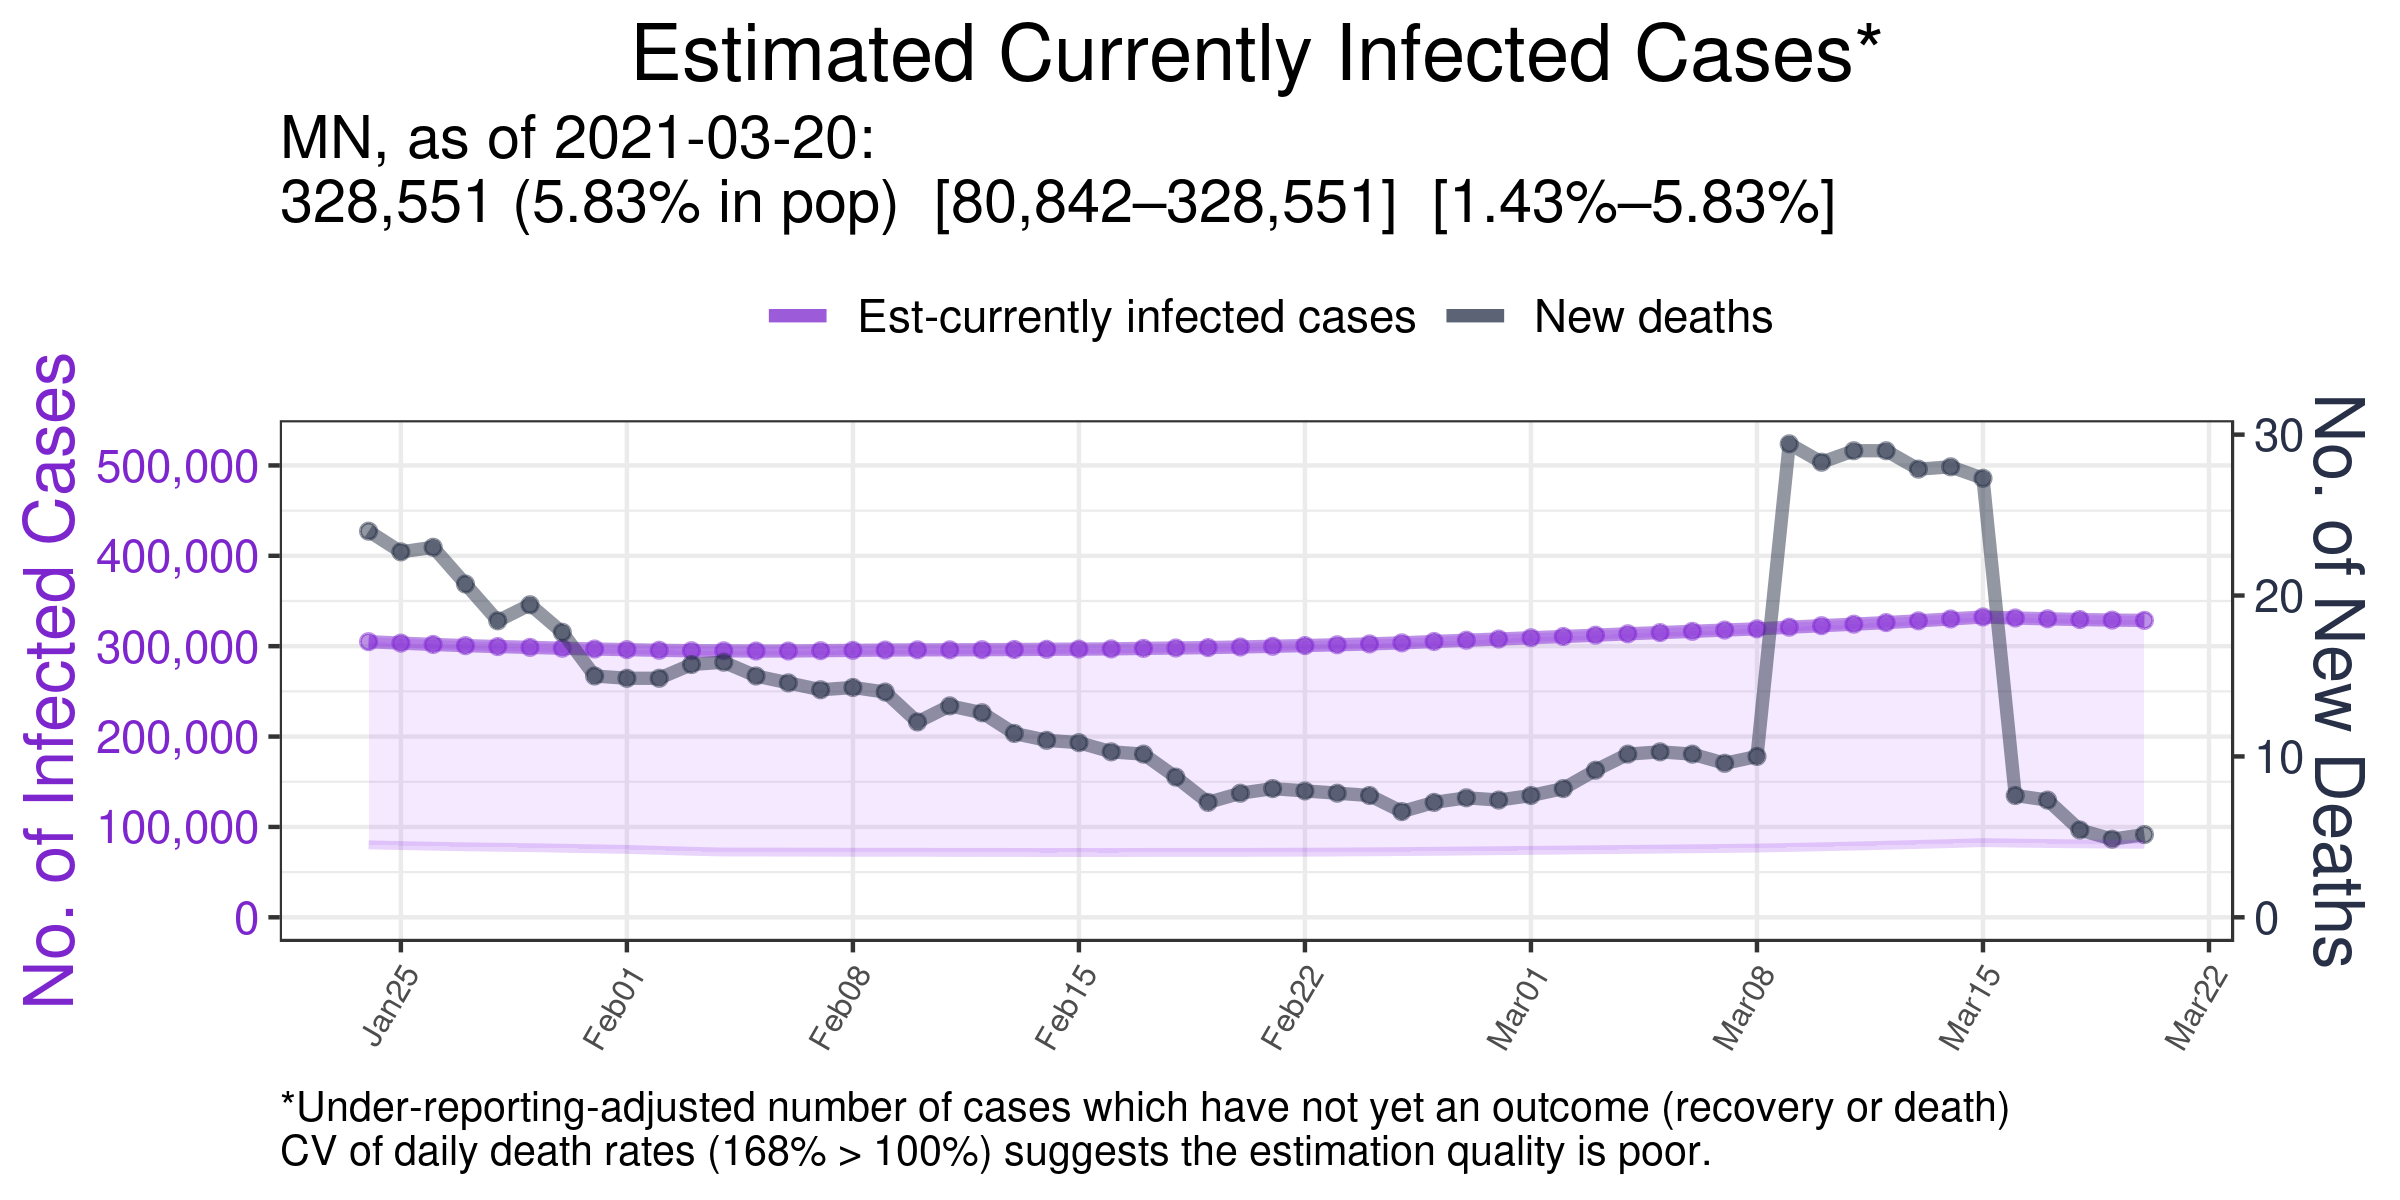 Estimated Currently Infected Cases*
MN, as of 2021-03-20:
328,551 (5.83% in pop)  [80,842–328,551]  [1.43%–5.83%]
Est-currently infected cases
New deaths
No. of Infected Cases
500,000
400,000
300,000
200,000
100,000
0
30
20
10
0
No. of New Deaths
Jan25
Feb01
Feb08
Feb15
Feb22
Mar01
Mar08
Mar15
Mar22
*Under-reporting-adjusted number of cases which have not yet an outcome (recovery or death)
CV of daily death rates (168% > 100%) suggests the estimation quality is poor.